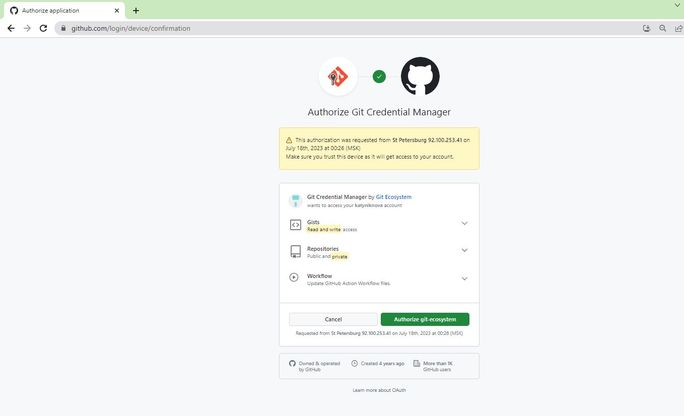 Authorize application
github.com/login/device/confirmation
Authorize Git Credential Manager
This authorization was requested from St Petersburg 92.100.253.41 on
July 18th, 2023 at 00:26 (MSK)
Make sure you trust this device as it will get access to your account.
Git Credential Manager by Git Ecosystem
wants to access your katyniknova account
Gists
Read and write access
Repositories
Public and private
Workflow
Update GitHub Action Workflow files.
Cancel
Authorize git-ecosystem
Requested from St Petersburg 92.100.253.41 on July 18th, 2023 at 00:26 (MSK)
Owned & operated
by GitHub
Created 4 years ago
More than 1K
GitHub users
Learn more about OAuth